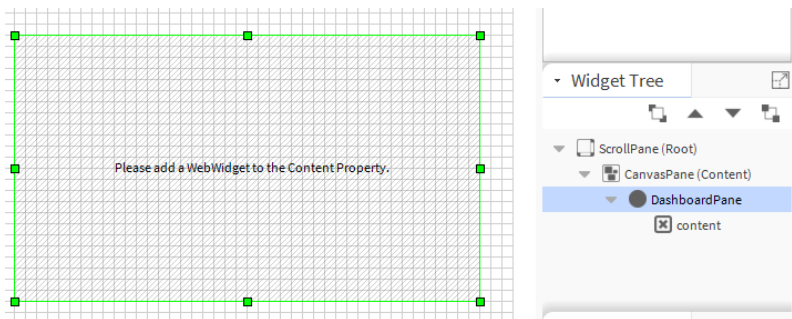 Please add a WebWidget to the Content Property.
Widget Tree
ScrollPane (Root)
CanvasPane (Content)
DashboardPane
content